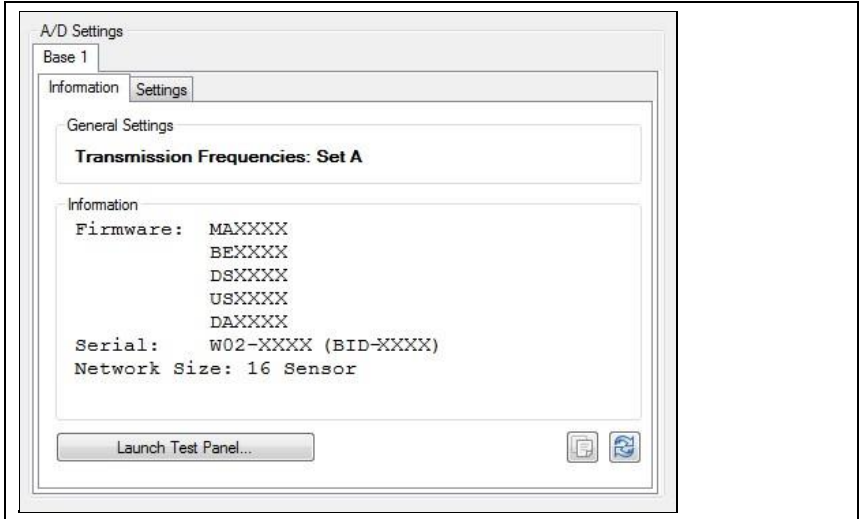 A/D Settings
Base 1
Information Settings
General Settings
Transmission Frequencies: Set A
Information
Firmware: MAXXXX
BEXXXX
DSXXXX
USXXXX
DAXXXX
Serial: W02-XXXX (BID-XXXX)
Network Size: 16 Sensor
Launch Test Panel...